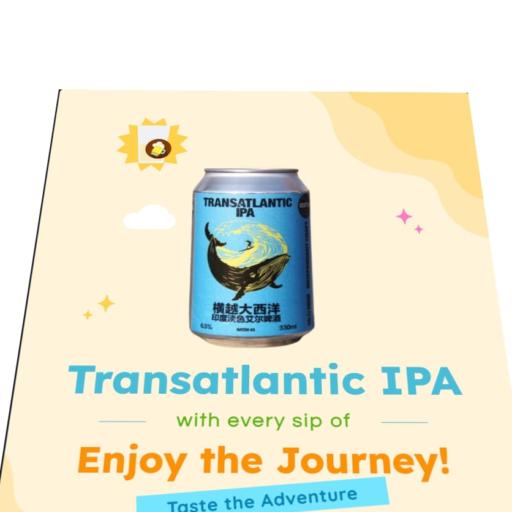 TRANSATLANTIC
IPA
横越大西洋
印度淡色艾尔啤酒
330ml
Transatlantic IPA
with every sip of
Enjoy the Journey!
Taste the Adventure